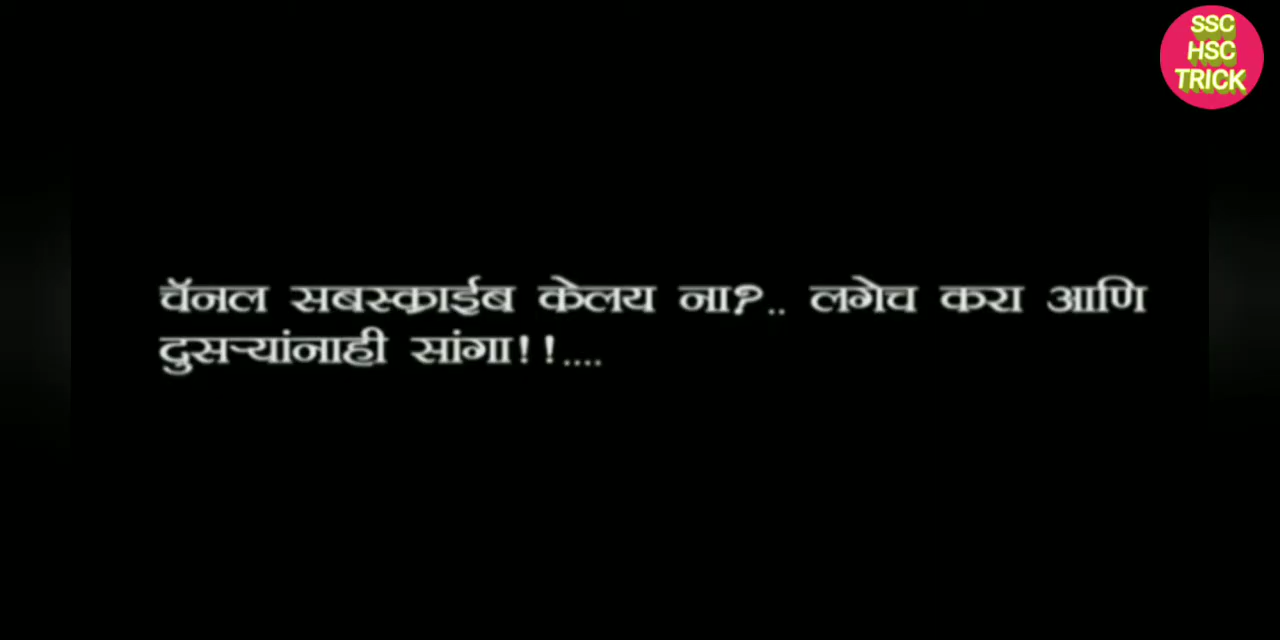 SSC
HSC
TRICK
चॅनल सबस्क्राईब केलय ना?.. लगेच करा आणि
दुसऱ्यांनाही सांगा!!....